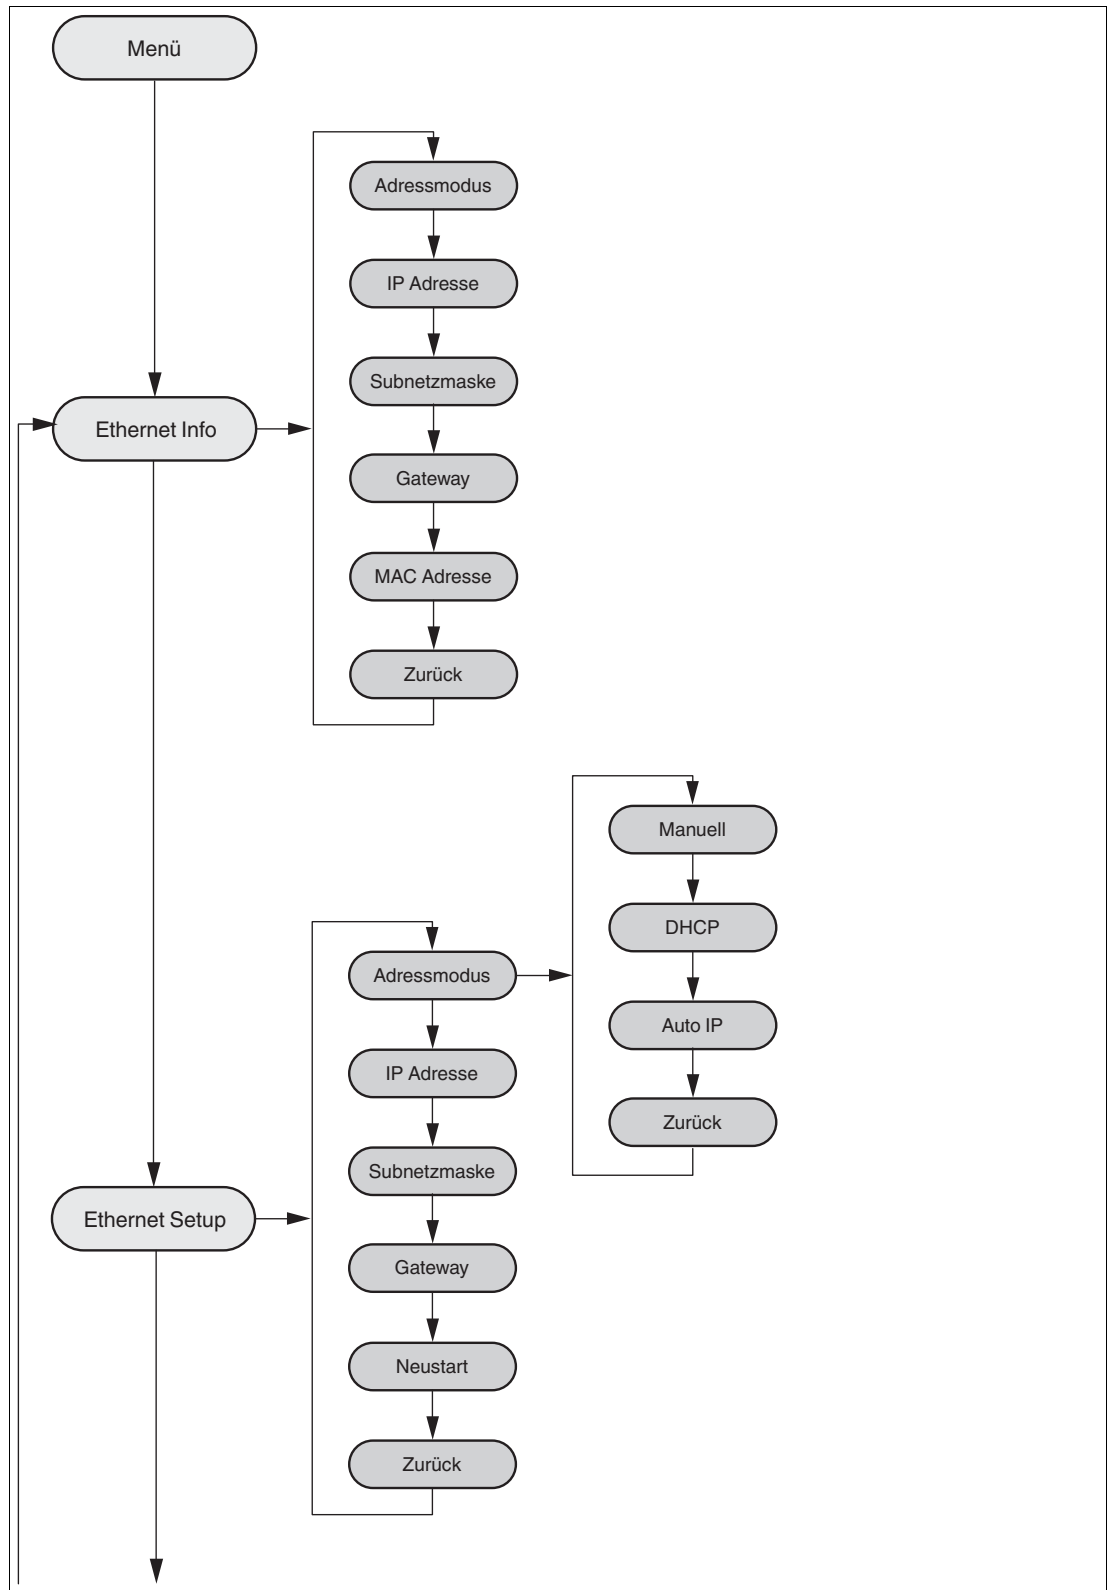 Menü
Adressmodus
IP Adresse
Subnetzmaske
Ethernet Info
Gateway
MAC Adresse
Zurück
Manuell
DHCP
Adressmodus
Auto IP
IP Adresse
Zurück
Subnetzmaske
Ethernet Setup
Gateway
Neustart
Zurück